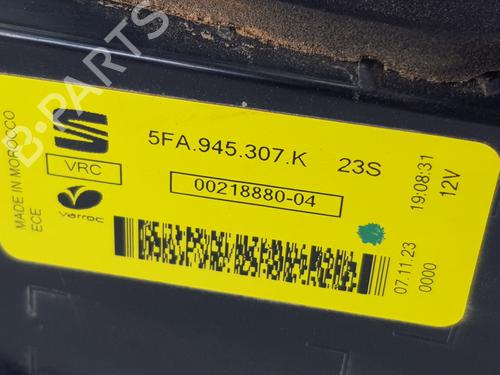 MADE IN MOROCCO
ECE
VRC
varroc
5FA.945.307.K 23S
00218880-04
19:08:31
12V
07.11.23
0000
B-PARTS